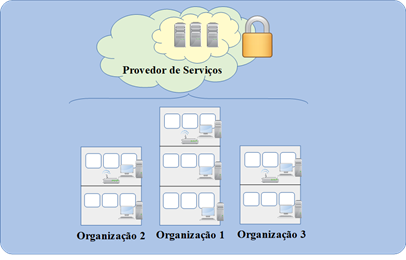 Provedor de Serviços
Organização 2
Organização 1
Organização 3